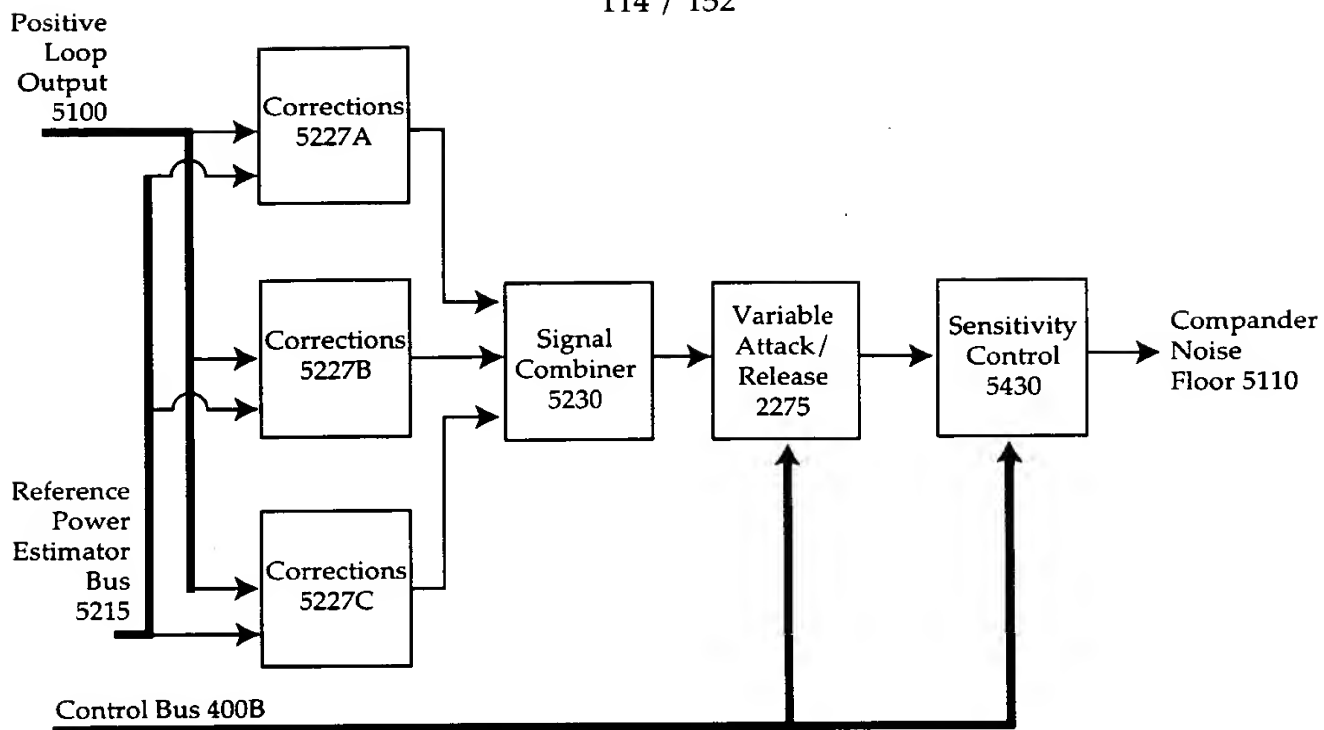 114 / 152
Positive
Loop
Output
5100
Corrections
5227A
Corrections
5227B
Signal
Combiner
5230
Variable
Attack/
Release
2275
Sensitivity
Control
5430
Compander
Noise
Floor 5110
Reference
Power
Estimator
Bus
5215
Corrections
5227C
Control Bus 400B